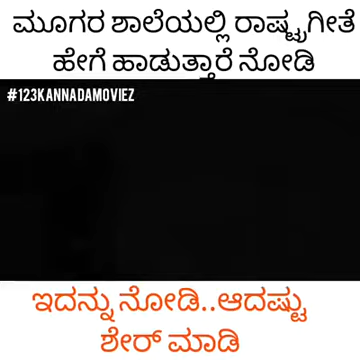 ಮೂಗರ ಶಾಲೆಯಲ್ಲಿ ರಾಷ್ಟ್ರಗೀತೆ
ಹೇಗೆ ಹಾಡುತ್ತಾರೆ ನೋಡಿ
#123KANNADAMOVIEZ
ಇದನ್ನು ನೋಡಿ..ಆದಷ್ಟು
ಶೇರ್ ಮಾಡಿ